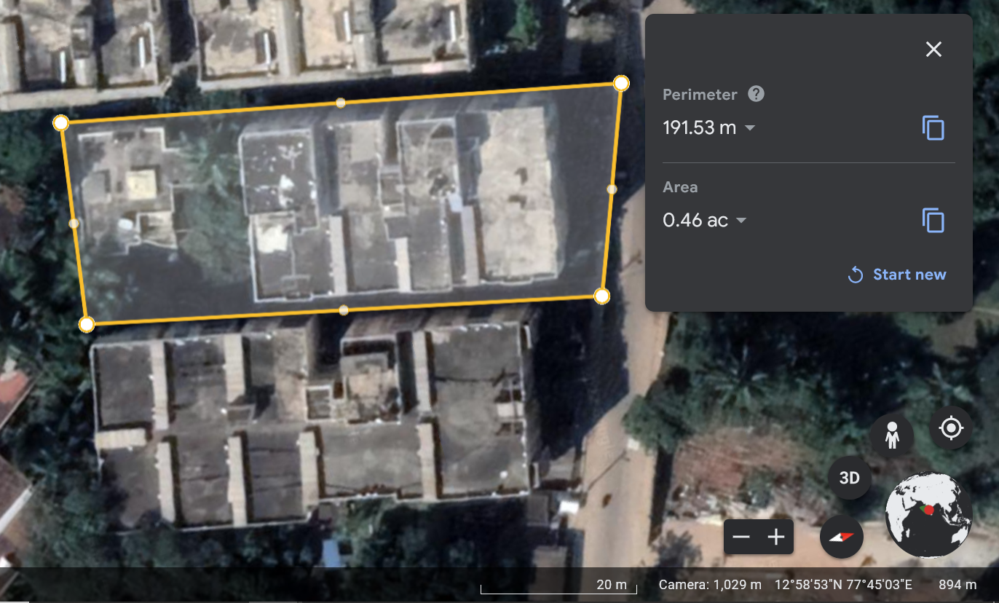 Perimeter ?
191.53 m
Area
0.46 ac
Start new
3D
20 m Camera: 1,029 m 12°58'53"N 77°45'03"E 894 m